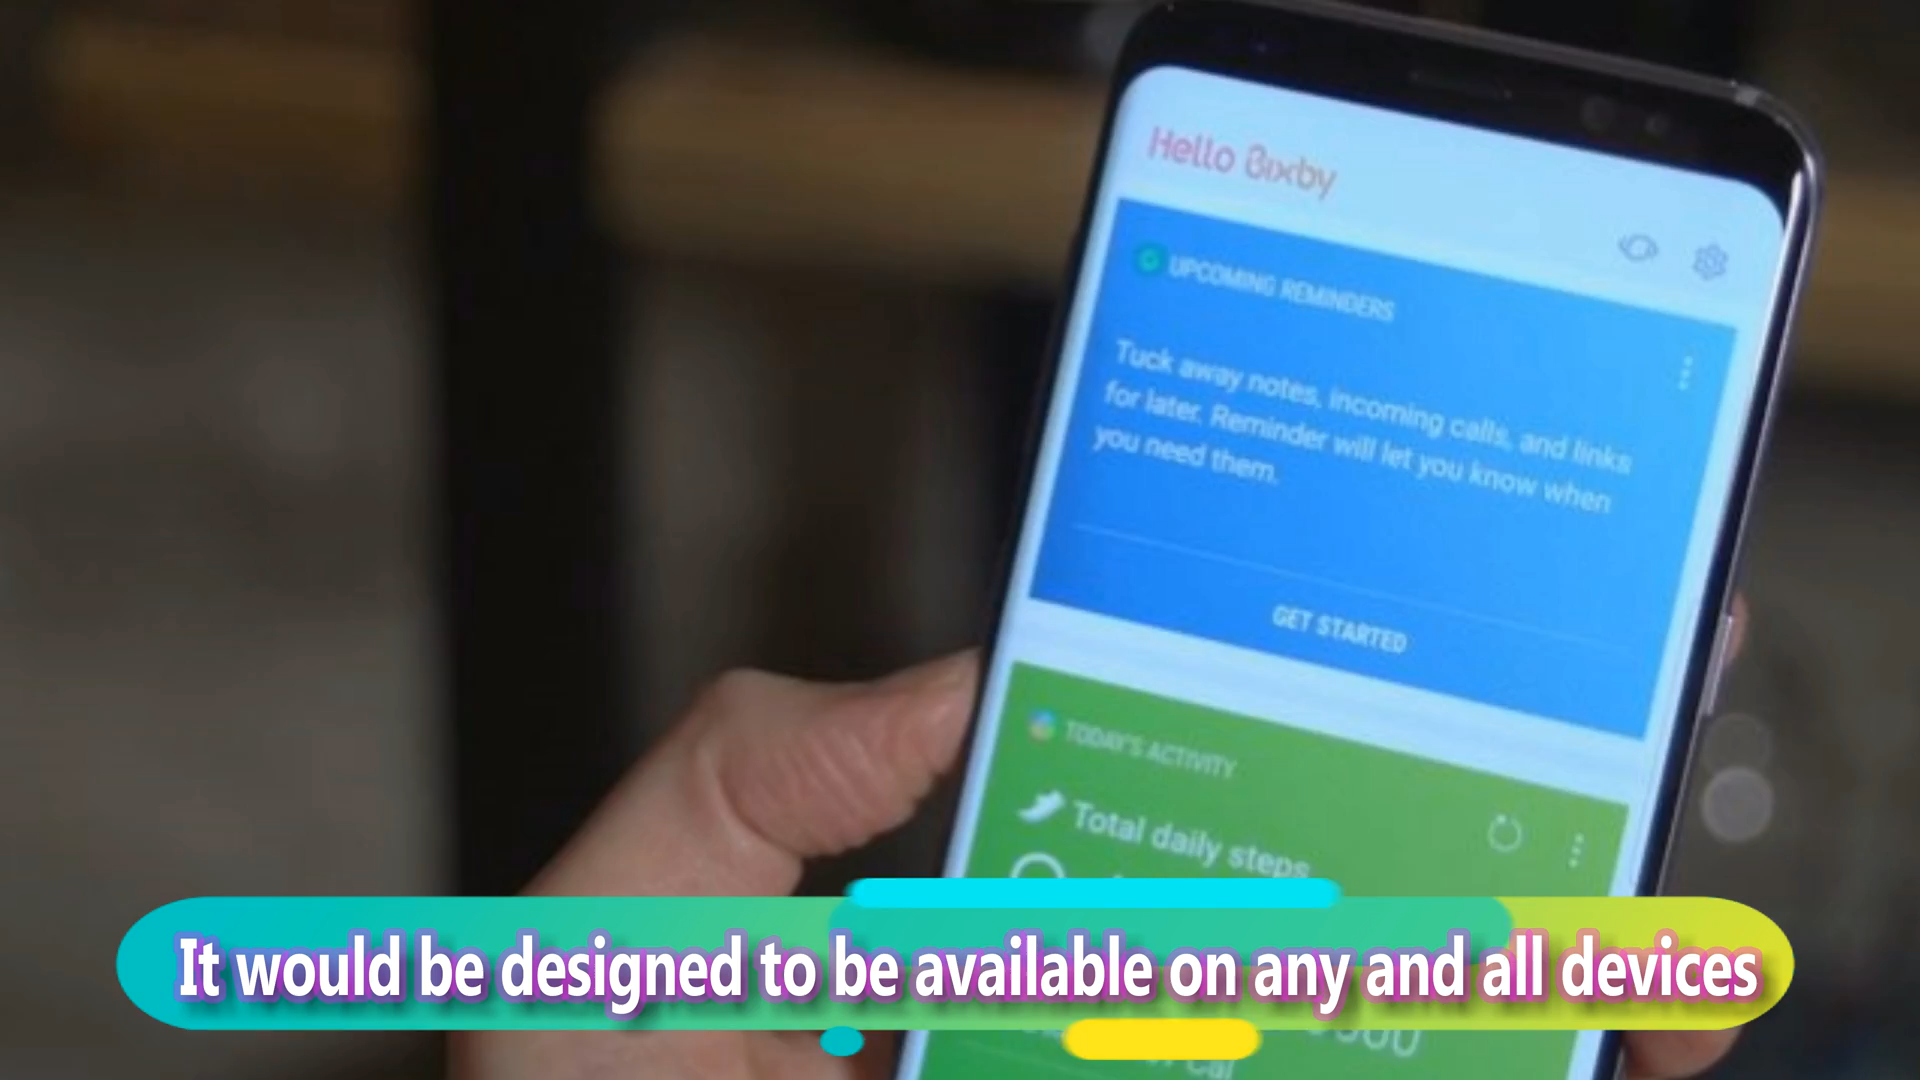 Hello Bixby
UPCOMING REMINDERS
Tuck away notes, incoming calls, and links
for later. Reminder will let you know when
you need them.
GET STARTED
TODAY'S ACTIVITY
Total daily steps
It would be designed to be available on any and all devices
Cal